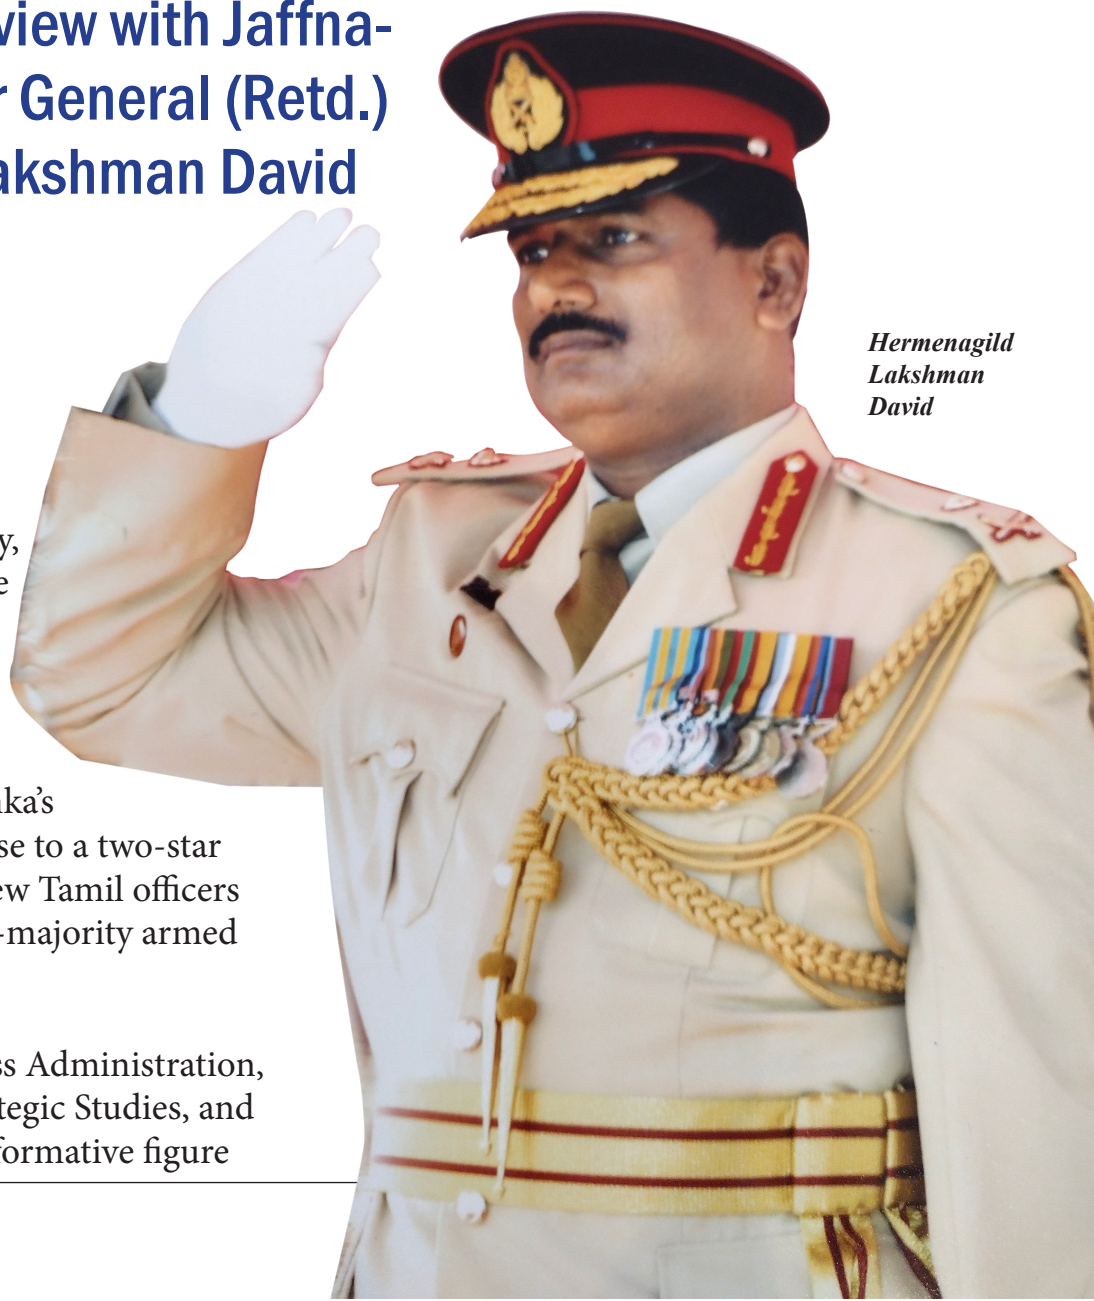 view with Jaffna-
r General (Retd.)
akshman David
Hermenagild
Lakshman
David
y,
e
ka's
se to a two-star
ew Tamil officers
-majority armed
ss Administration,
tegic Studies, and
formative figure